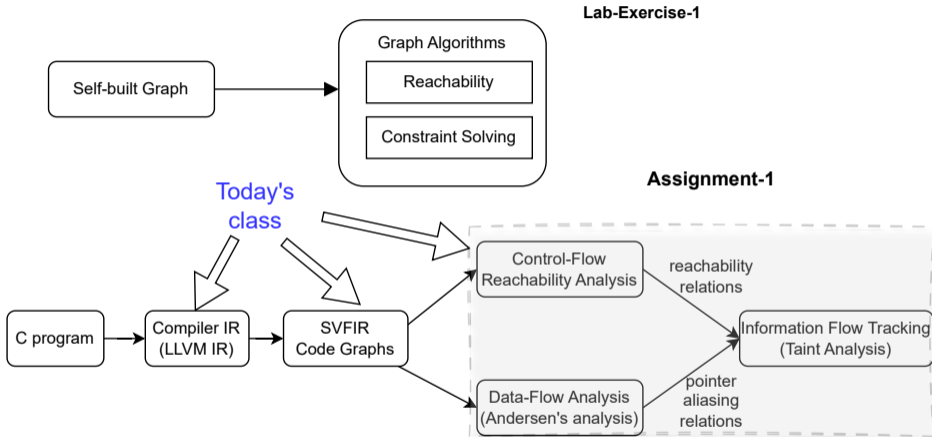 Lab-Exercise-1
Graph Algorithms
Self-built Graph
Reachability
Constraint Solving
Today's
class
Assignment-1
Control-Flow
Reachability Analysis
reachability
relations
C program
Compiler IR
(LLVM IR)
SVFIR
Code Graphs
Information Flow Tracking
(Taint Analysis)
Data-Flow Analysis
(Andersen's analysis)
pointer
aliasing
relations